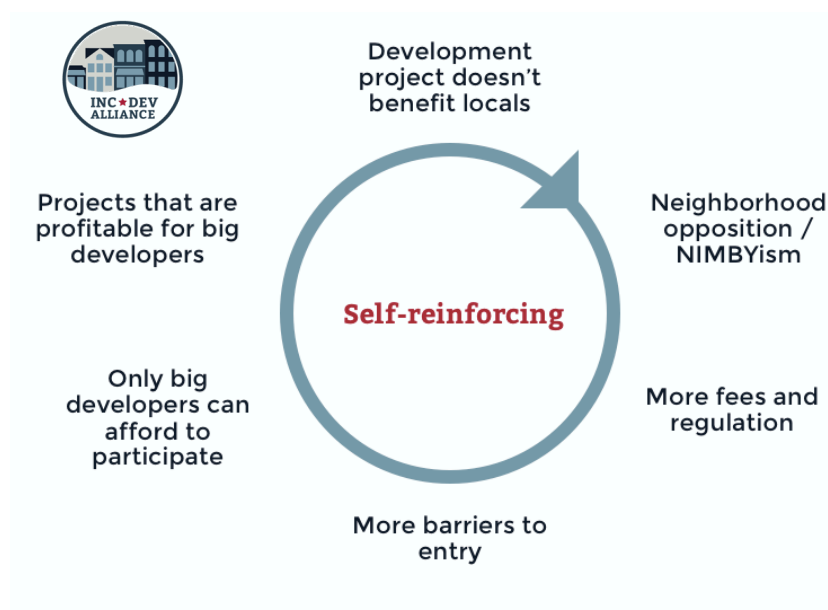 INC★DEV
ALLIANCE
Development
project doesn't
benefit locals
Neighborhood
opposition /
NIMBYism
More fees and
regulation
More barriers to
entry
Only big
developers can
afford to
participate
Projects that are
profitable for big
developers
Self-reinforcing